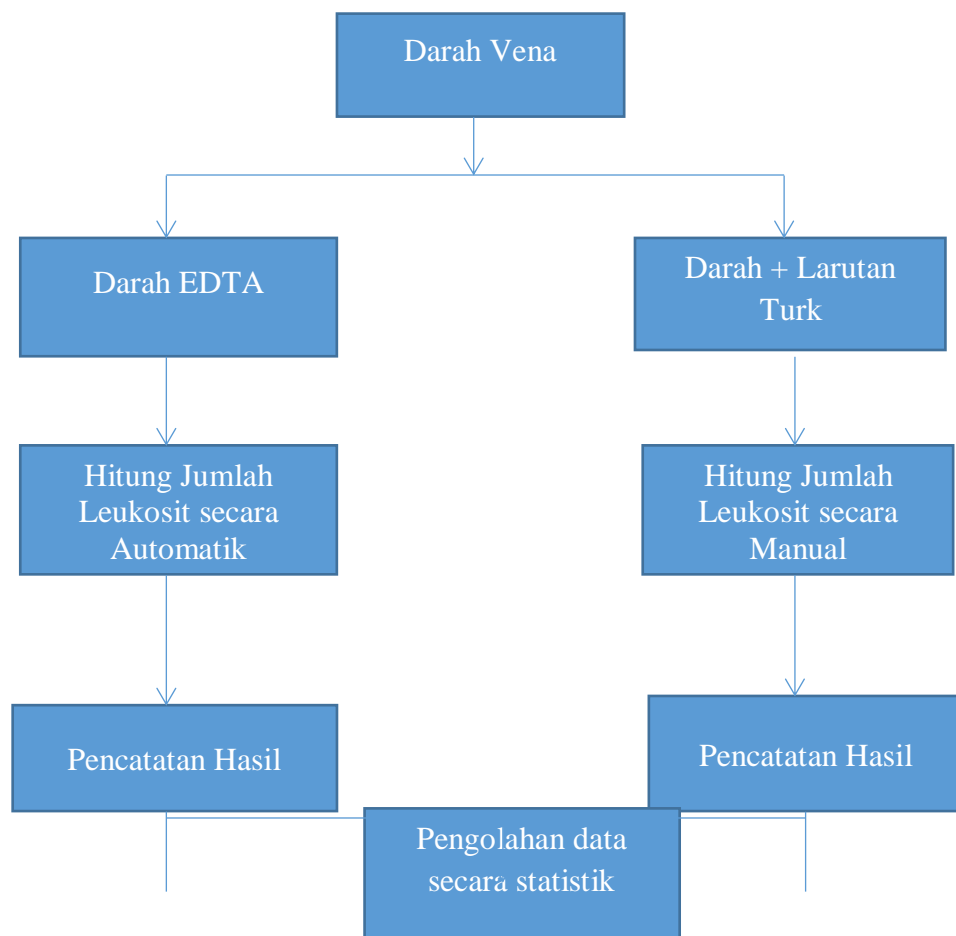 Darah Vena
Darah EDTA
Darah + Larutan
Turk
Hitung Jumlah
Leukosit secara
Automatik
Hitung Jumlah
Leukosit secara
Manual
Pencatatan Hasil
Pencatatan Hasil
Pengolahan data
secara statistik